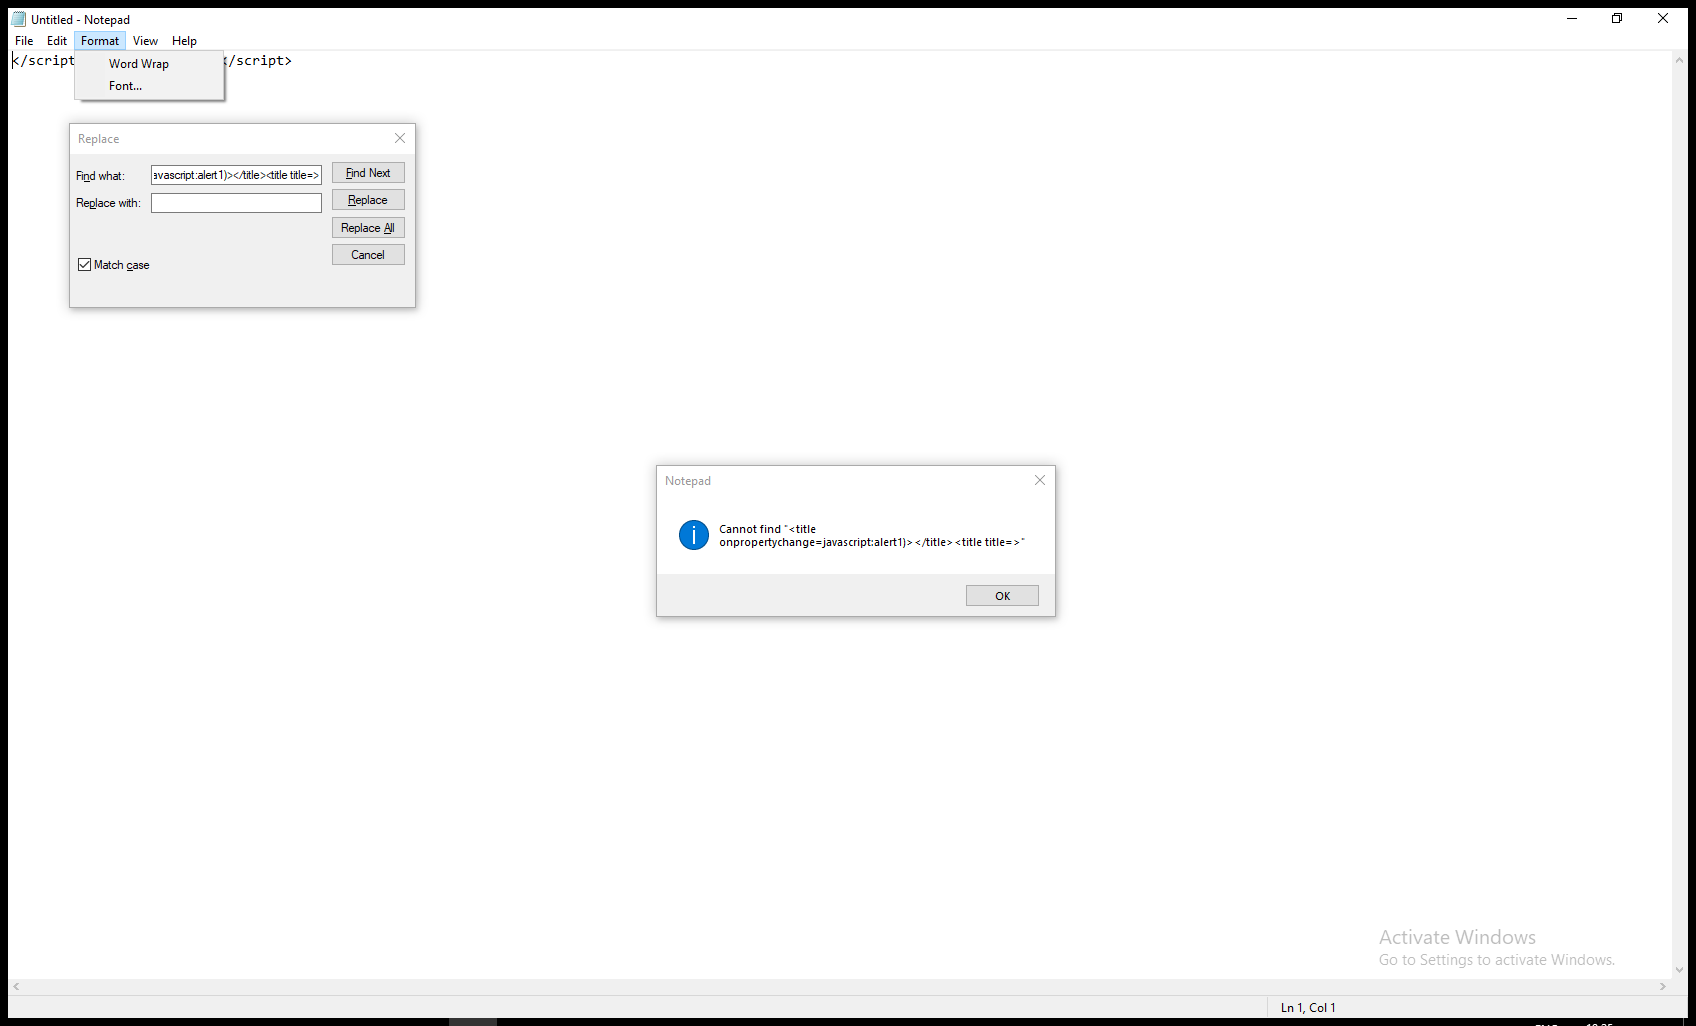 Untitled - Notepad
File Edit Format View Help
</script </script>
Word Wrap
Font...
Replace
Find what: avascript:alert1)></title><title title=> Find Next
Replace with: Replace
Replace All
Cancel
Match case
Notepad
Cannot find "<title
onpropertychange=javascript:alert1)></title><title title=>"
OK
Activate Windows
Go to Settings to activate Windows.
Ln 1, Col 1